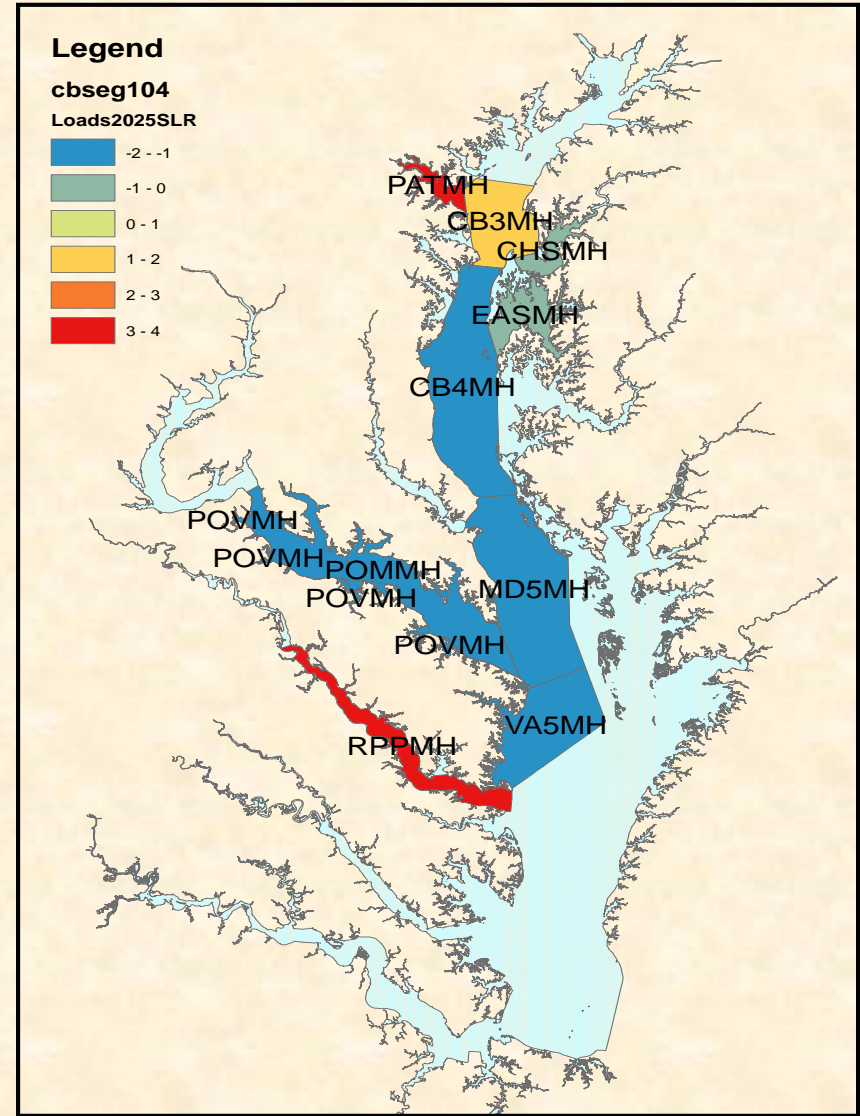 Legend
cbseg104
Loads2025SLR
-2 - -1
-1 - 0
0 - 1
1 - 2
2 - 3
3 - 4
PATMH
CB3MH
CHSMH
EASMH
CB4MH
POVMH
POVMH
POMMH
POVMH
MD5MH
POVMH
VA5MH
RPPMH